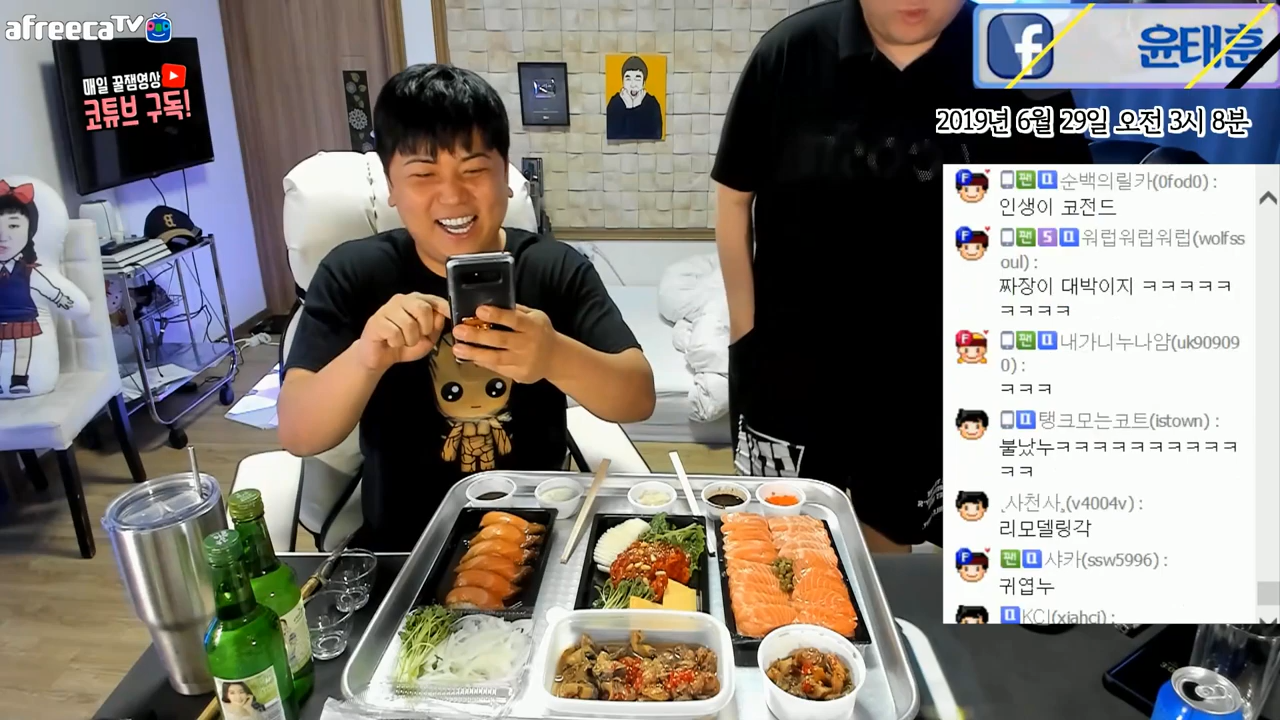 afreecaTV
매일 꿀잼영상
코튜브 구독!
f 윤태훈
2019년 6월 29일 오전 3시 8분
순백의릴카(0fod0) :
인생이 코전드
워럽워럽워럽(wolfss
oul) :
짜장이 대박이지 ㅋㅋㅋㅋㅋ
ㅋㅋㅋㅋ
내가니누나얌(uk90909
0) :
ㅋㅋㅋ
탱크모는코트(istown) :
불났누ㅋㅋㅋㅋㅋㅋㅋㅋㅋㅋ
ㅋㅋ
¸사천사¸(v4004v) :
리모델링각
샤카(ssw5996) :
귀엽누
KCI(xiahci) :